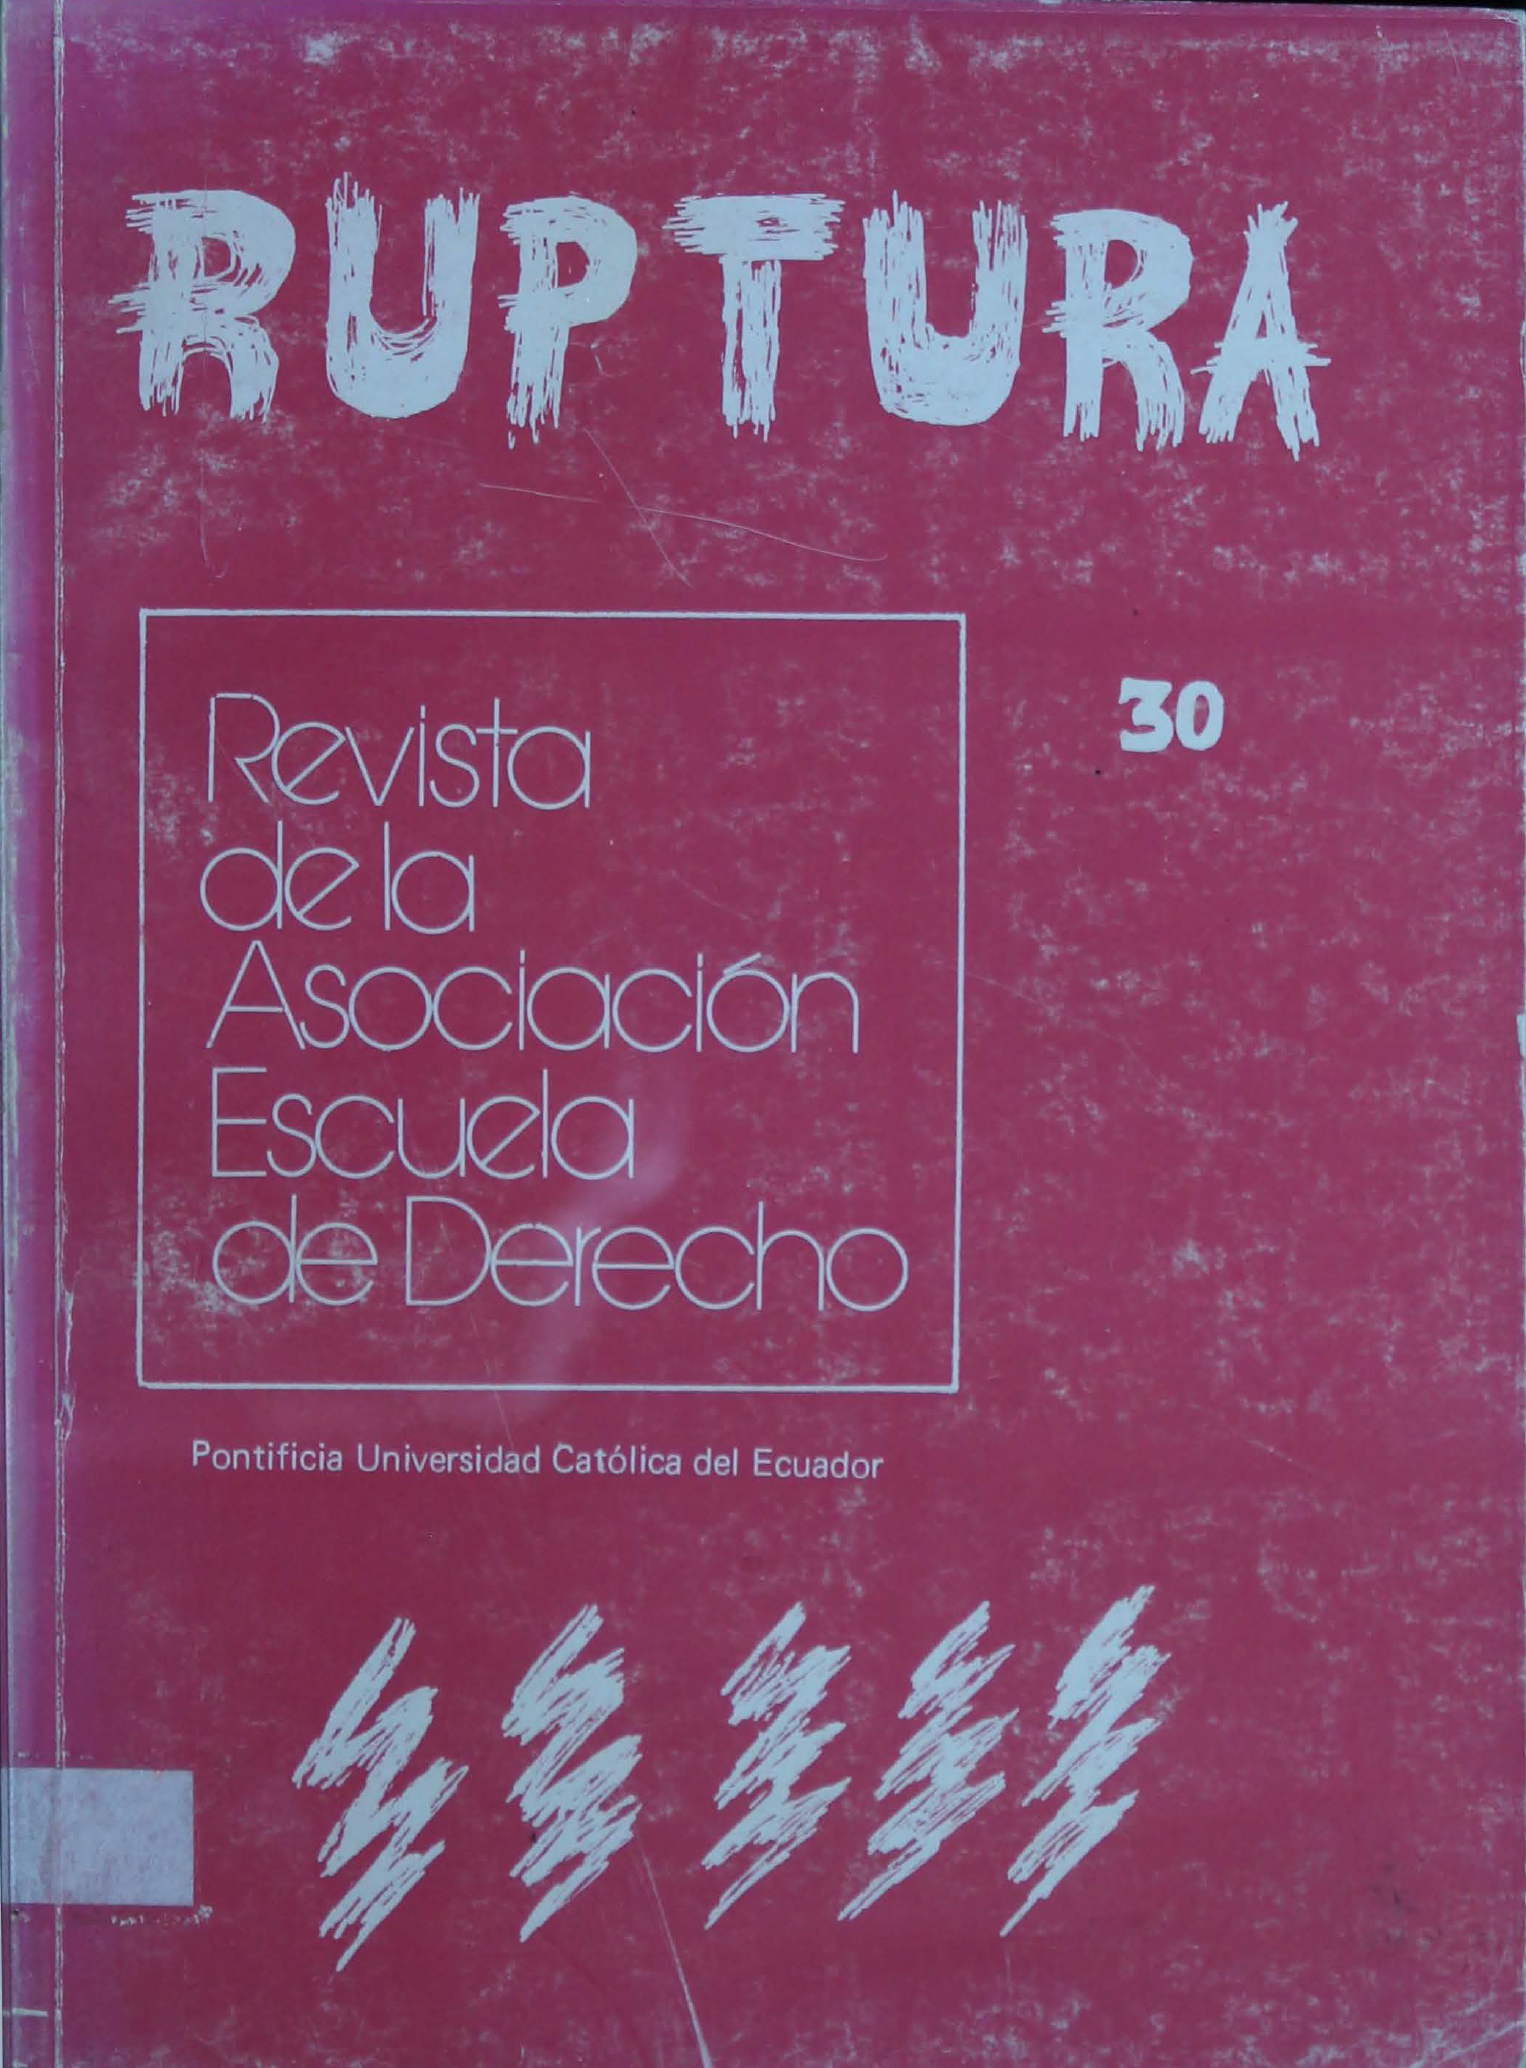 RUPTURA
30
Revista
de la
Asociación
Escuela
de Derecho
Pontificia Universidad Católica del Ecuador